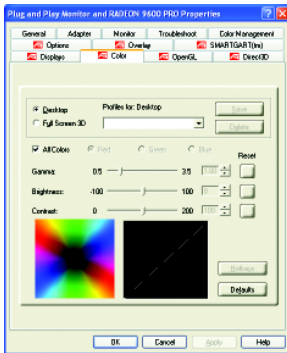 Plug and Play Monitor and RADEON 9600 PRO Properties
General Adapter Monitor Troubleshoot Color Management
Options Overlay SMARTGART(tm)
Displays Color OpenGL Direct3D
Desktop Profiles for: Desktop Save
Full Screen 3D Delete
All Colors Red Green Blue
Reset
Gamma: 0.5 3.5 1.00
Brightness: -100 100 0
Contrast: 0 200 100
Hotkeys
Defaults
OK Cancel Apply Help